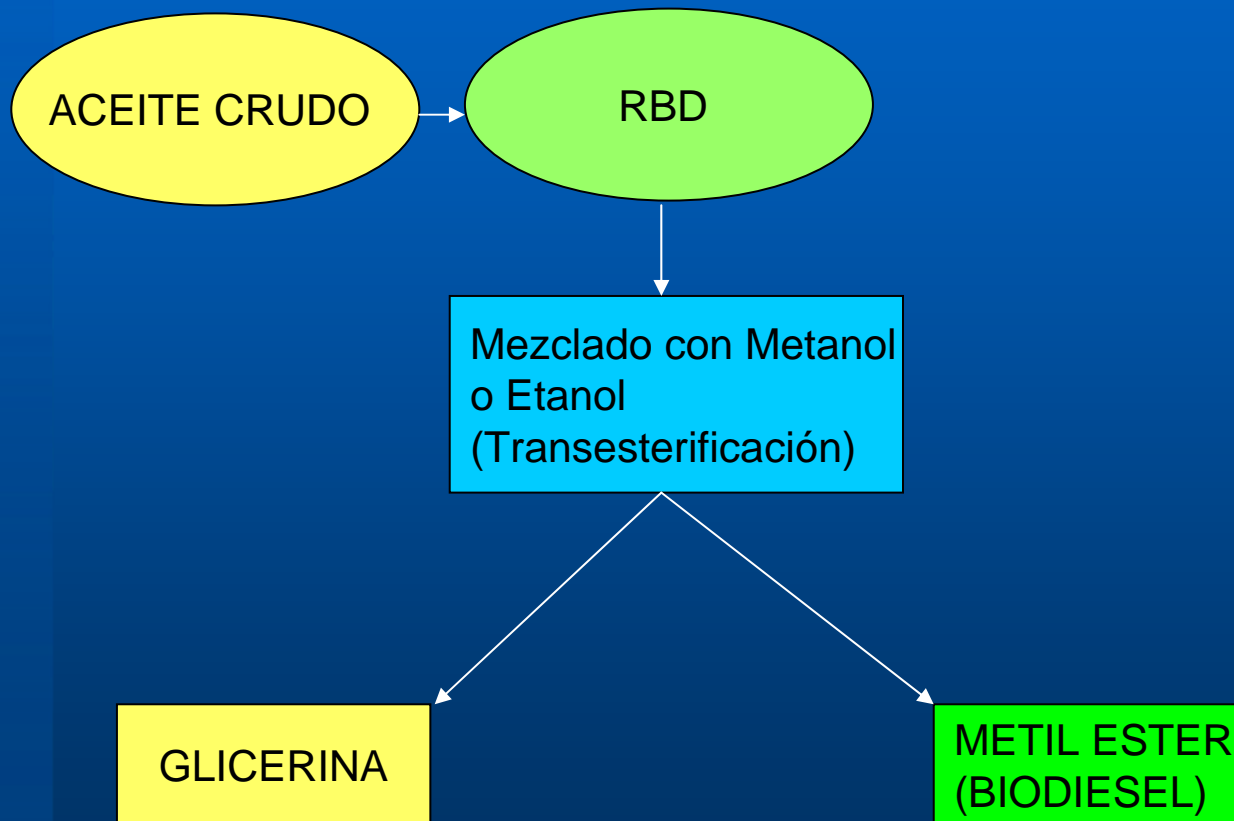 ACEITE CRUDO
RBD
Mezclado con Metanol
o Etanol
(Transesterificación)
GLICERINA
METIL ESTER
(BIODIESEL)